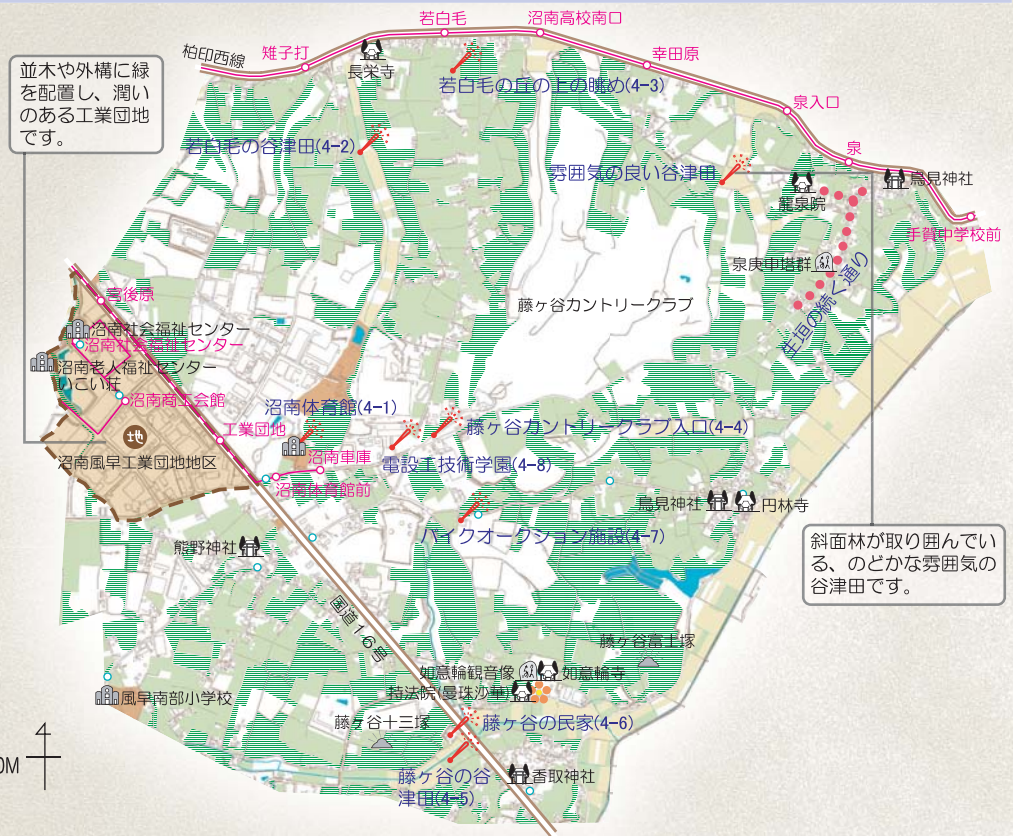 若白毛
沼南高校南口
柏印西線
雉子打
長栄寺
幸田原
並木や外構に緑
を配置し、潤い
のある工業団地
です。
若白毛の丘の上の眺め(4-3)
泉入口
若白毛の谷津田(4-2)
泉
雰囲気の良い谷津田
鳥見神社
龍泉院
手賀中学校前
泉庚申塔群
生垣の続く通り
宮後原
藤ヶ谷カントリークラブ
沼南社会福祉センター
沼南社会福祉センター
沼南老人福祉センター
いこい荘
沼南商工会館
沼南体育館(4-1)
藤ヶ谷カントリークラブ入口(4-4)
工業団地
地
沼南風早工業団地地区
沼南車庫
電設工技術学園(4-8)
沼南体育館前
鳥見神社
円林寺
バイクオークション施設(4-7)
熊野神社
斜面林が取り囲んでい
る、のどかな雰囲気の
谷津田です。
国道16号
藤ヶ谷富士塚
如意輪観音像
如意輪寺
持法院(曼珠沙華)
風早南部小学校
藤ヶ谷十三塚
藤ヶ谷の民家(4-6)
0M
藤ヶ谷の谷
津田(4-5)
香取神社